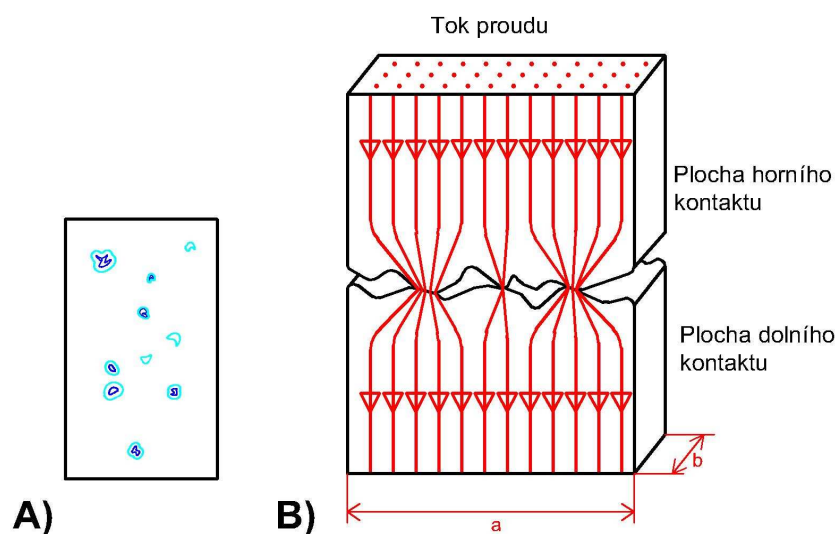 Tok proudu
Plocha horního
kontaktu
Plocha dolního
kontaktu
b
a
A)
B)